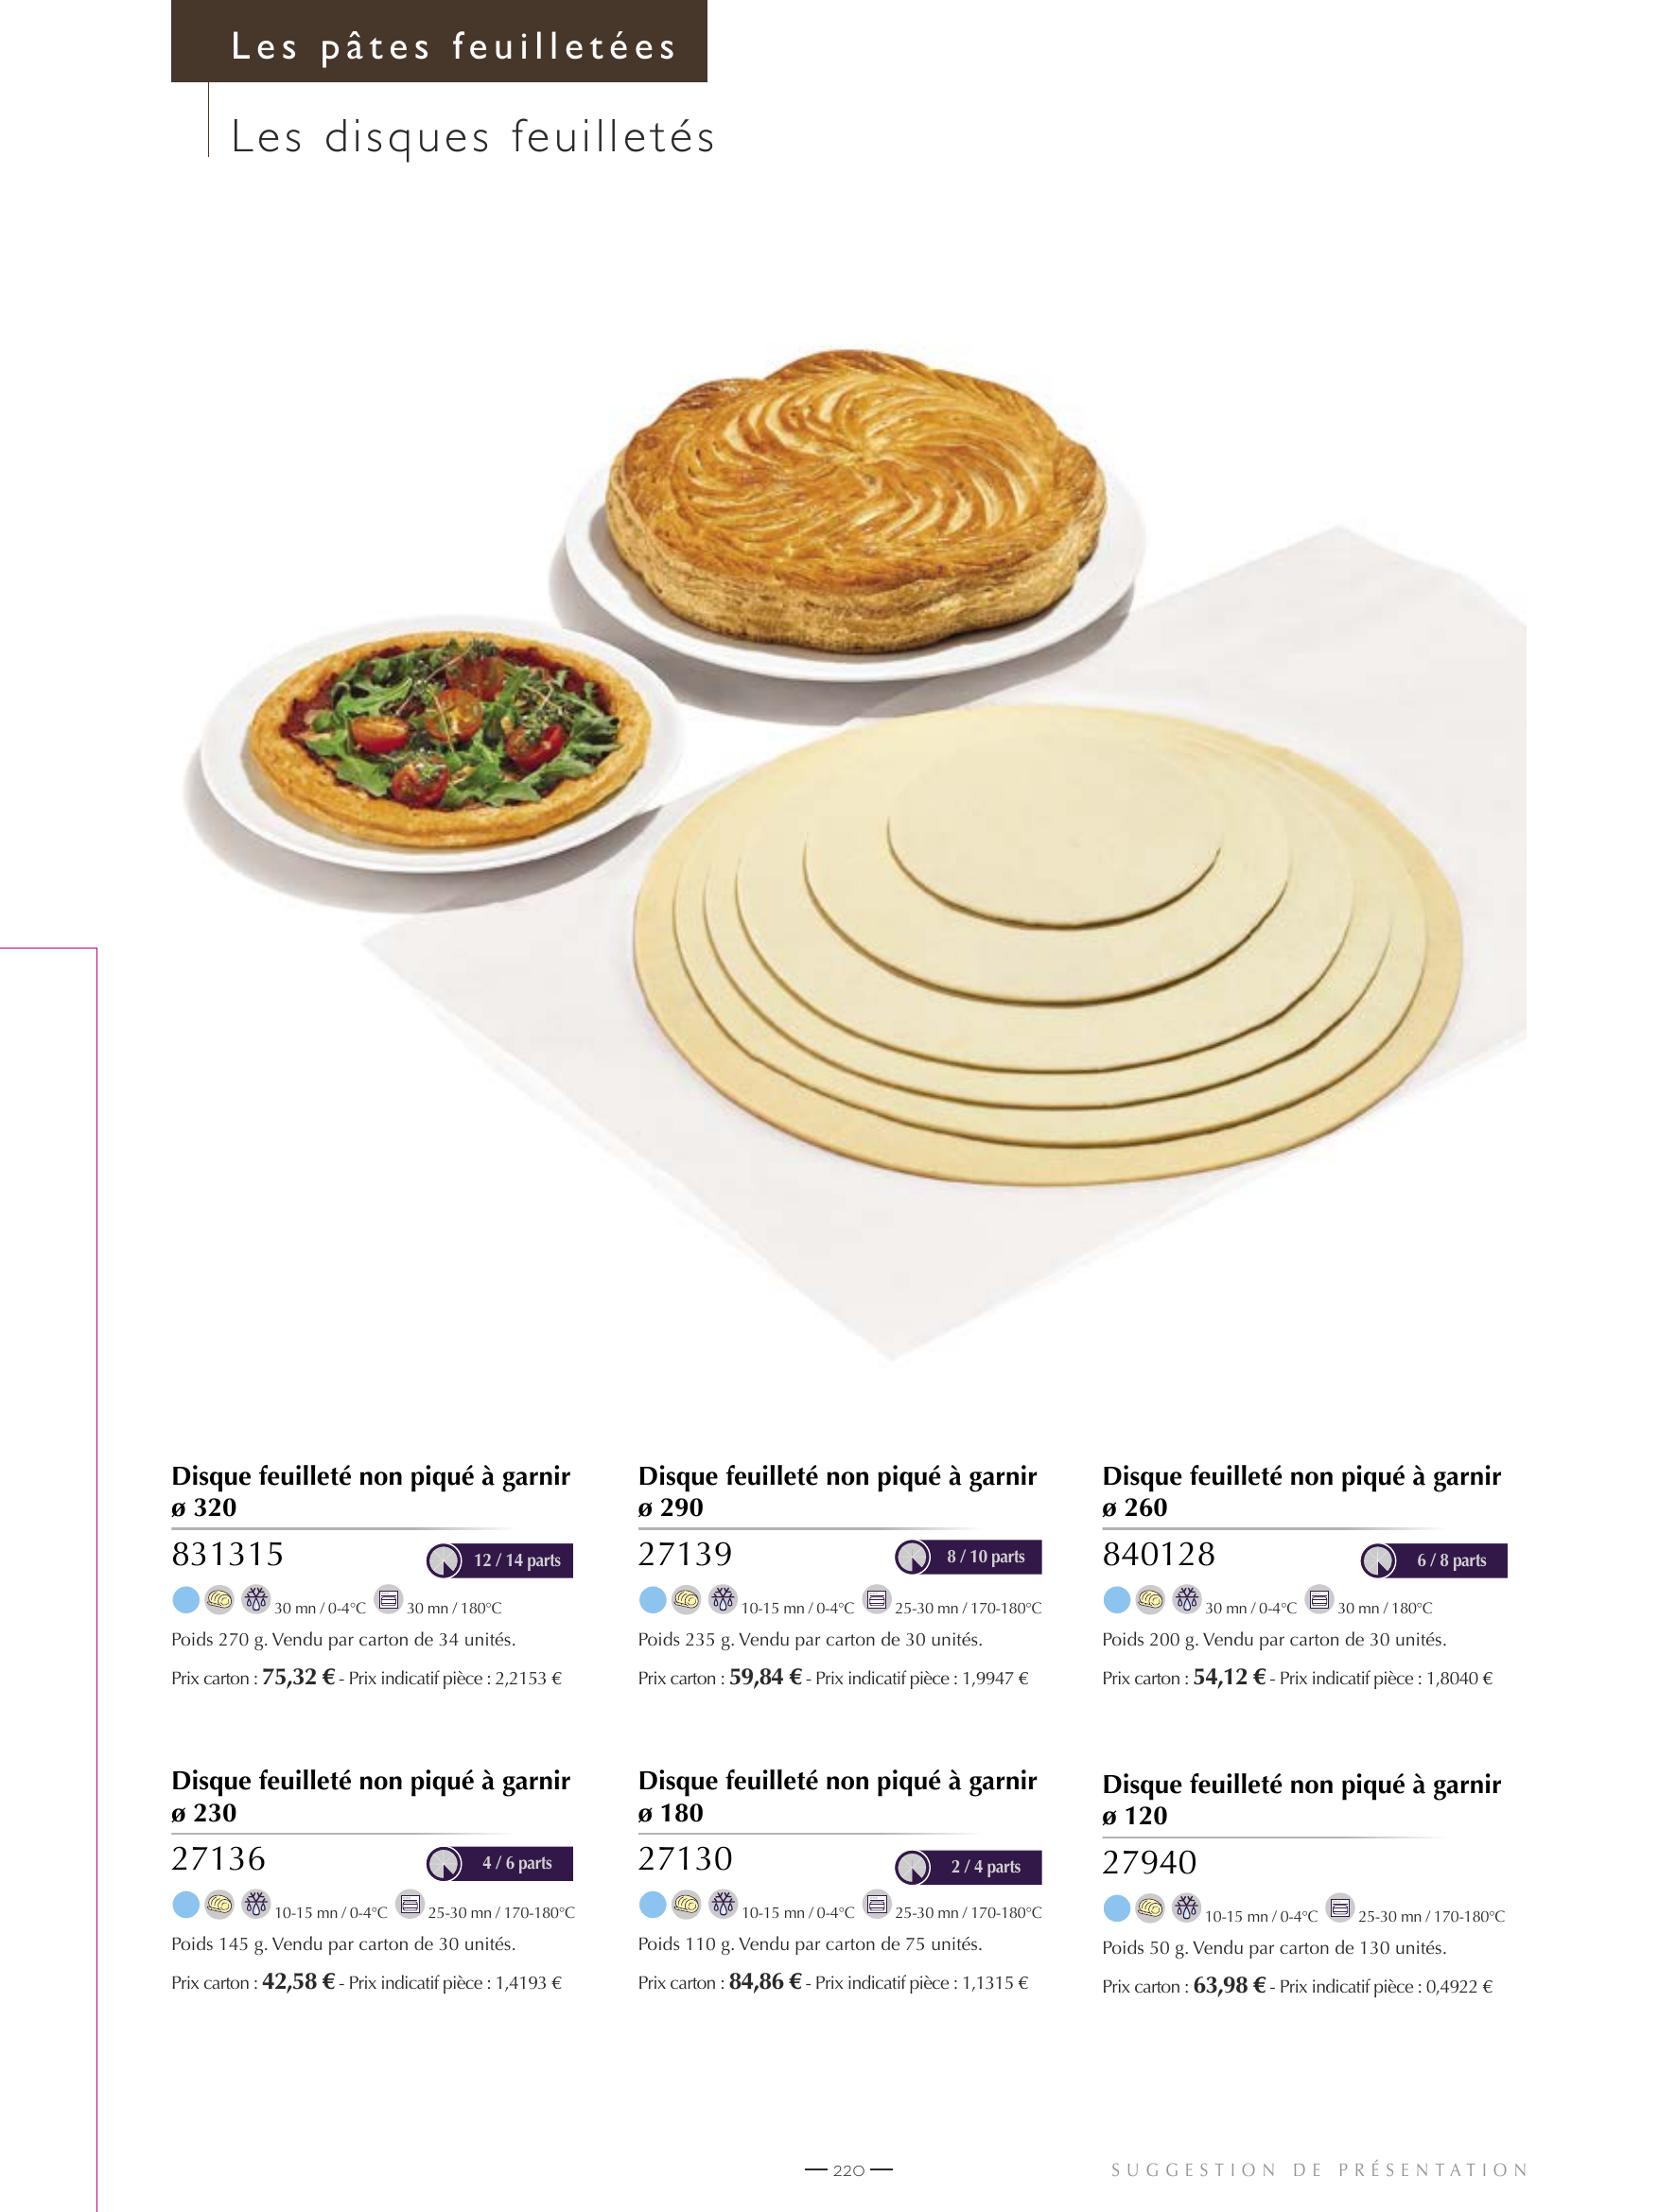 Les pâtes feuilletées
Les disques feuilletés
Disque feuilleté non piqué à garnir
ø 320
831315
12 / 14 parts
30 mn / 0-4°C 30 mn / 180°C
Poids 270 g. Vendu par carton de 34 unités.
Prix carton : 75,32 € - Prix indicatif pièce : 2,2153 €
Disque feuilleté non piqué à garnir
ø 290
27139
8 / 10 parts
10-15 mn / 0-4°C 25-30 mn / 170-180°C
Poids 235 g. Vendu par carton de 30 unités.
Prix carton : 59,84 € - Prix indicatif pièce : 1,9947 €
Disque feuilleté non piqué à garnir
ø 260
840128
6 / 8 parts
30 mn / 0-4°C 30 mn / 180°C
Poids 200 g. Vendu par carton de 30 unités.
Prix carton : 54,12 € - Prix indicatif pièce : 1,8040 €
Disque feuilleté non piqué à garnir
ø 230
27136
4 / 6 parts
10-15 mn / 0-4°C 25-30 mn / 170-180°C
Poids 145 g. Vendu par carton de 30 unités.
Prix carton : 42,58 € - Prix indicatif pièce : 1,4193 €
Disque feuilleté non piqué à garnir
ø 180
27130
2 / 4 parts
10-15 mn / 0-4°C 25-30 mn / 170-180°C
Poids 110 g. Vendu par carton de 75 unités.
Prix carton : 84,86 € - Prix indicatif pièce : 1,1315 €
Disque feuilleté non piqué à garnir
ø 120
27940
10-15 mn / 0-4°C 25-30 mn / 170-180°C
Poids 50 g. Vendu par carton de 130 unités.
Prix carton : 63,98 € - Prix indicatif pièce : 0,4922 €
220
SUGGESTION DE PRÉSENTATION